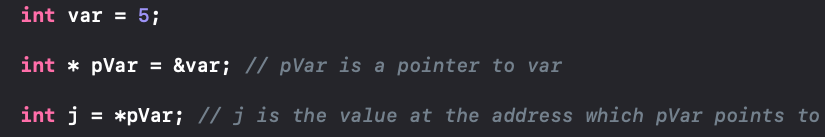 int var = 5;
int * pVar = &var; // pVar is a pointer to var
int j = *pVar; // j is the value at the address which pVar points to